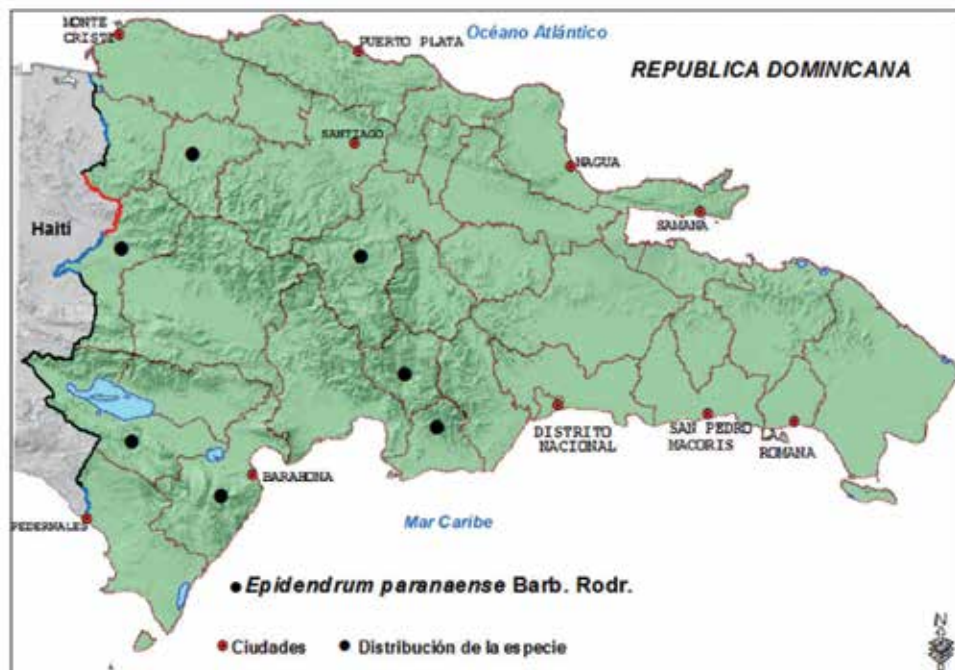 MONTE
CRISTI
PUERTO PLATA
Océano Atlántico
REPUBLICA DOMINICANA
SANTIAGO
NAGUA
SAMANA
Haití
DISTRITO
NACIONAL
SAN PEDRO
MACORIS
LA
ROMANA
BARAHONA
PEDERNALES
Mar Caribe
Epidendrum paranaense Barb. Rodr.
Ciudades
Distribución de la especie
N